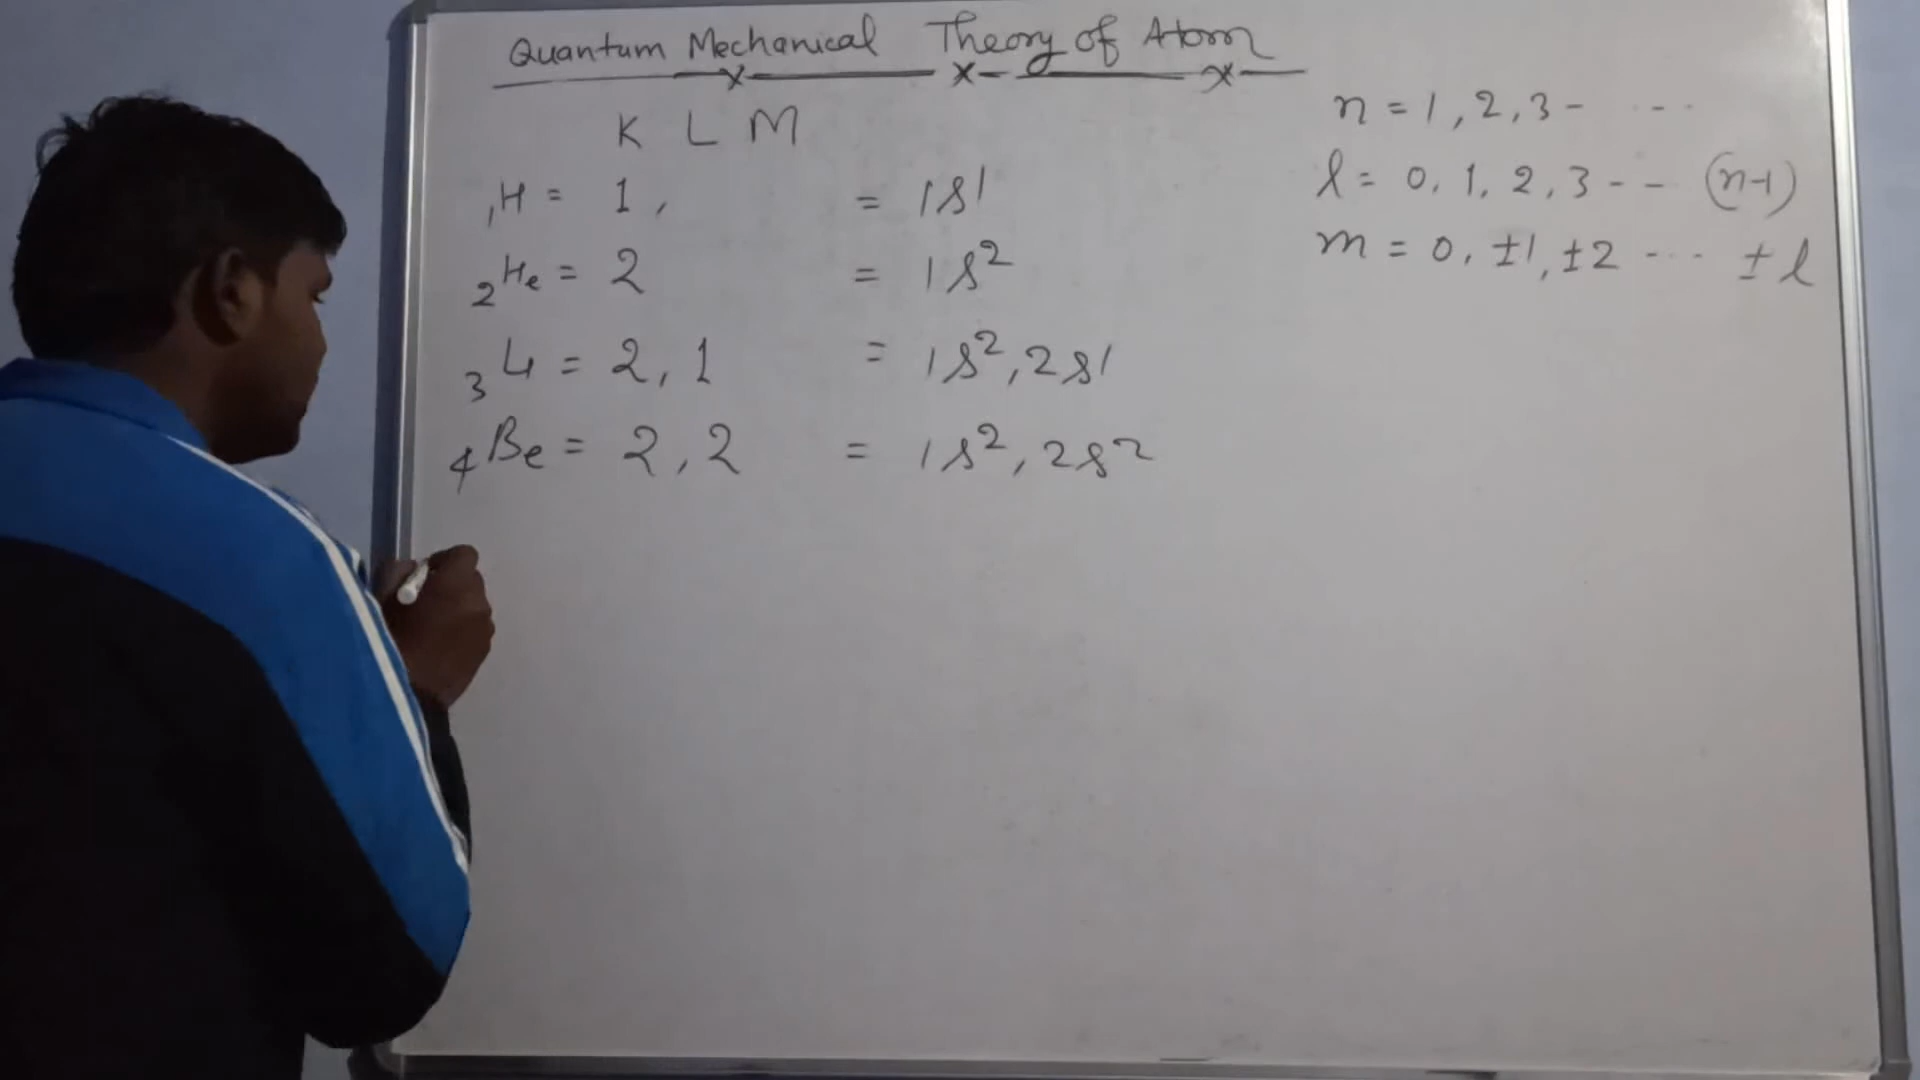 Quantum Mechanical Theory of Atom
K L M
₁H = 1, = 1s¹
₂He = 2 = 1s²
₃Li = 2, 1 = 1s², 2s¹
₄Be = 2, 2 = 1s², 2s²
n = 1, 2, 3 - - - -
l = 0, 1, 2, 3 - - (n-1)
m = 0, ±1, ±2 ---- ± l